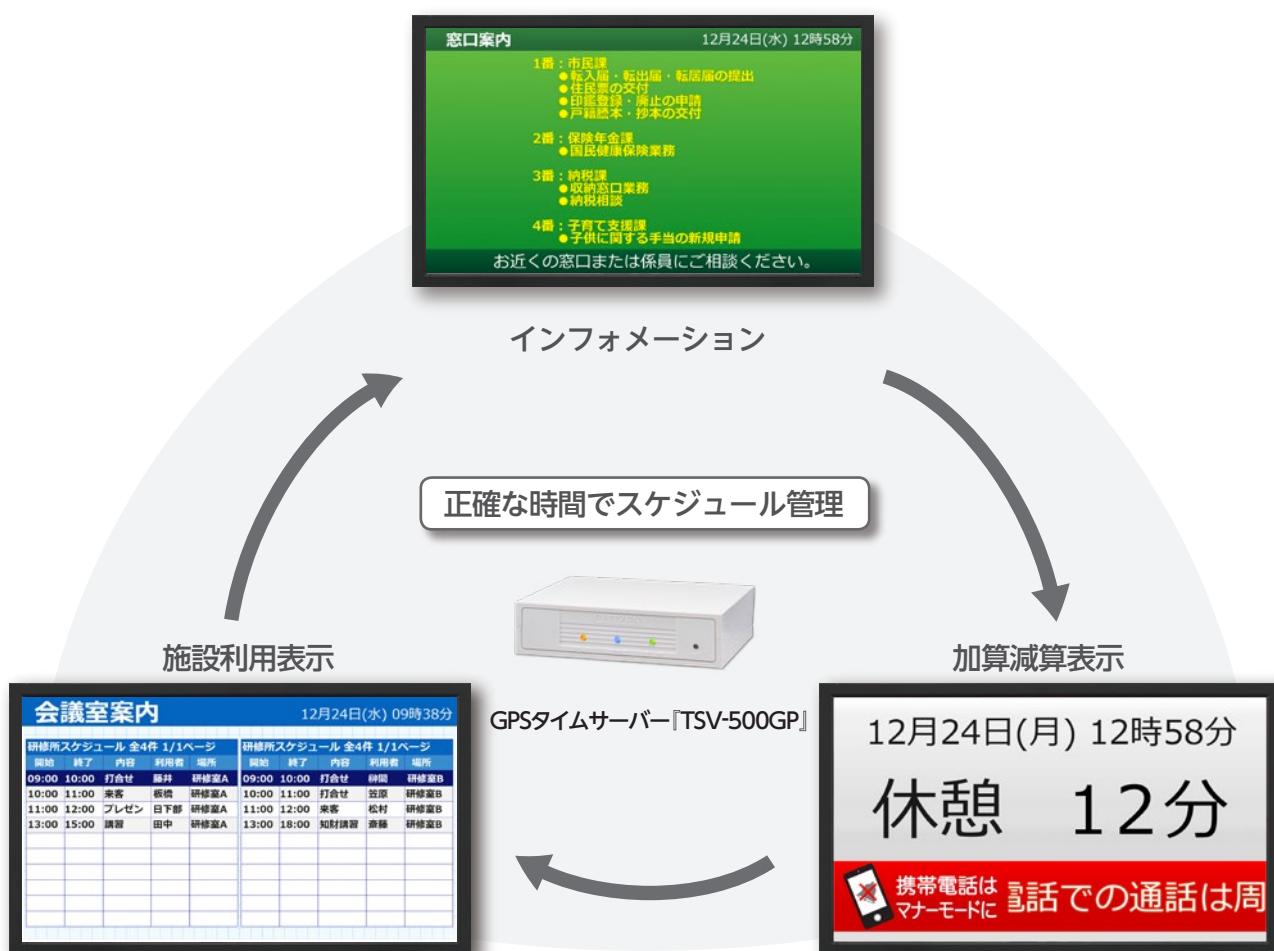 窓口案内 12月24日(水) 12時58分
1番：市民課
●転入届・転出届・転居届の提出
●住民票の交付
●印鑑登録・廃止の申請
●戸籍謄本・抄本の交付
2番：保険年金課
●国民健康保険業務
3番：納税課
●収納窓口業務
●納税相談
4番：子育て支援課
●子供に関する手当の新規申請
お近くの窓口または係員にご相談ください。
インフォメーション
正確な時間でスケジュール管理
GPSタイムサーバー『TSV-500GP』
施設利用表示
会議室案内 12月24日(水) 09時38分
研修所スケジュール 全4件 1/1ページ 研修所スケジュール 全4件 1/1ページ
開始 終了 内容 利用者 場所 開始 終了 内容 利用者 場所
09:00 10:00 打合せ 藤井 研修室A 09:00 10:00 打合せ 榊間 研修室B
10:00 11:00 来客 板橋 研修室A 10:00 11:00 打合せ 笠原 研修室B
11:00 12:00 プレゼン 日下部 研修室A 11:00 12:00 来客 松村 研修室B
13:00 15:00 講習 田中 研修室A 13:00 18:00 知財講習 斎藤 研修室B
加算減算表示
12月24日(月) 12時58分
休憩 12分
携帯電話は
マナーモードに
電話での通話は周